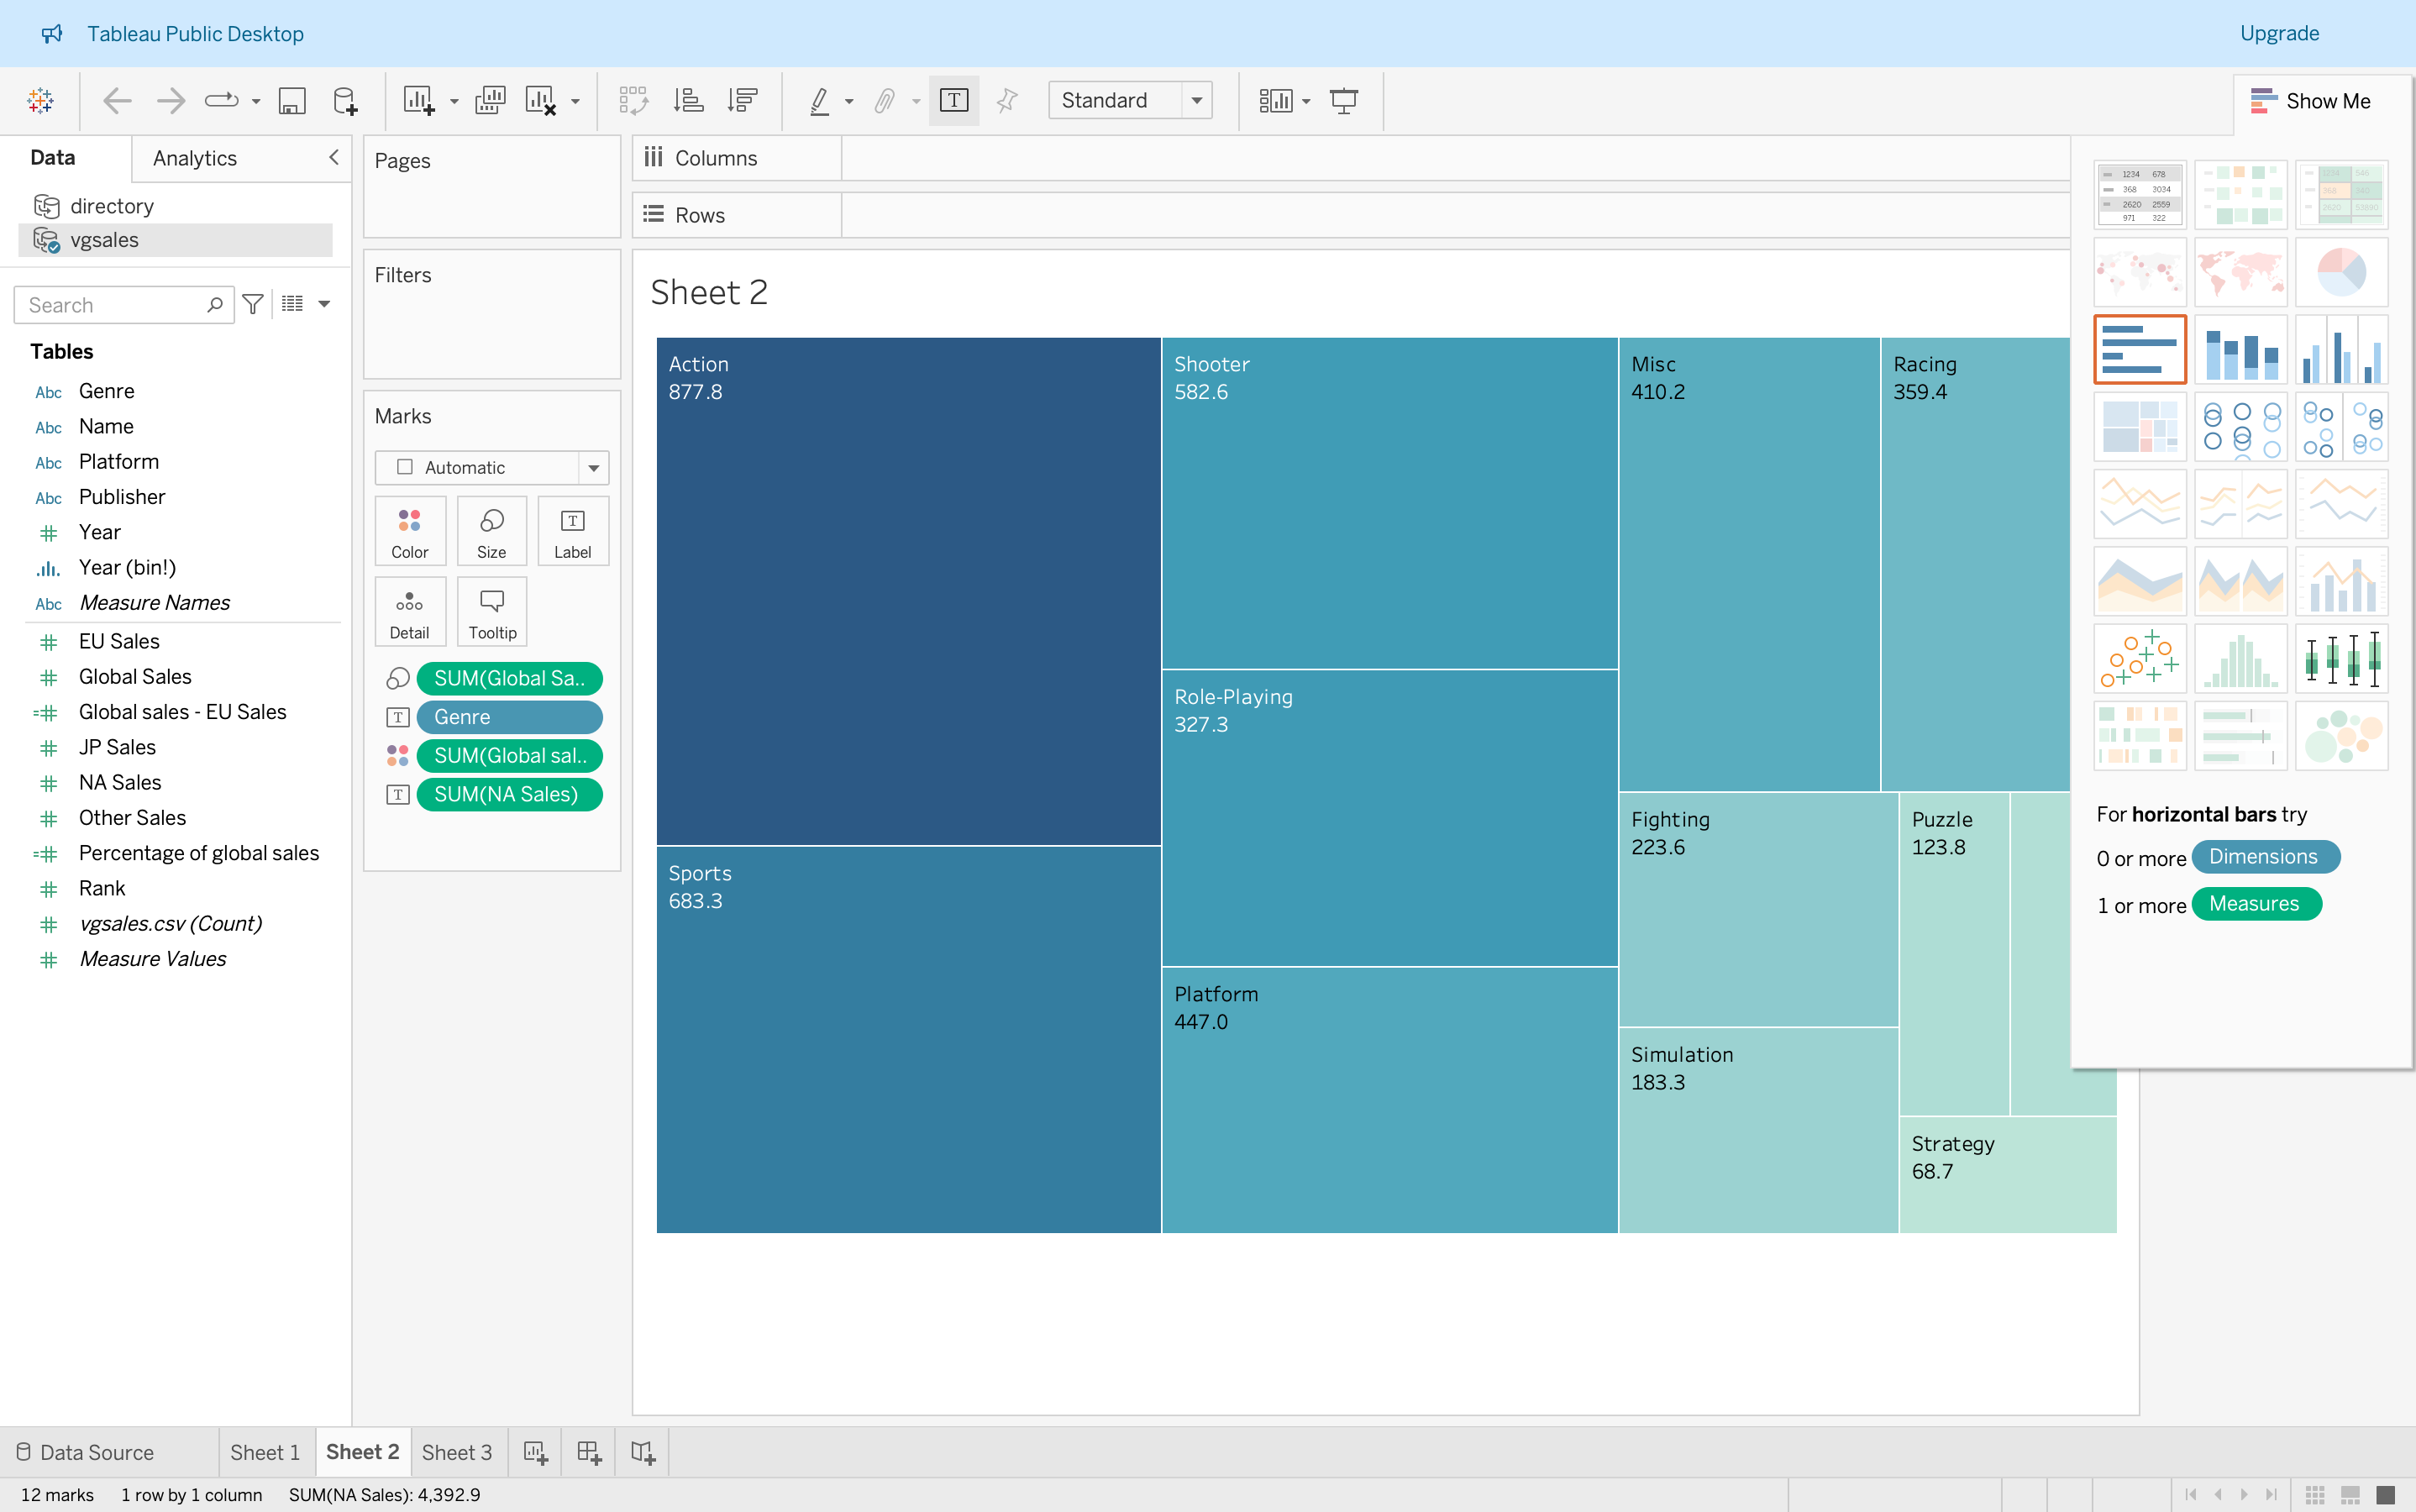 Tableau Public Desktop
Upgrade
Standard
Show Me
Data
Analytics
directory
vgsales
Search
Tables
Abc Genre
Abc Name
Abc Platform
Abc Publisher
Year
Year (bin!)
Abc Measure Names
EU Sales
Global Sales
Global sales - EU Sales
JP Sales
NA Sales
Other Sales
Percentage of global sales
Rank
vgsales.csv (Count)
Measure Values
Pages
Filters
Marks
Automatic
Color
Size
Label
Detail
Tooltip
SUM(Global Sa..
Genre
SUM(Global sal..
SUM(NA Sales)
Columns
Rows
Sheet 2
Action
877.8
Shooter
582.6
Misc
410.2
Racing
359.4
Role-Playing
327.3
Fighting
223.6
Puzzle
123.8
Sports
683.3
Platform
447.0
Simulation
183.3
Strategy
68.7
1234 678
368 3034
2620 2559
971 322
For horizontal bars try
0 or more Dimensions
1 or more Measures
Data Source
Sheet 1
Sheet 2
Sheet 3
12 marks
1 row by 1 column
SUM(NA Sales): 4,392.9